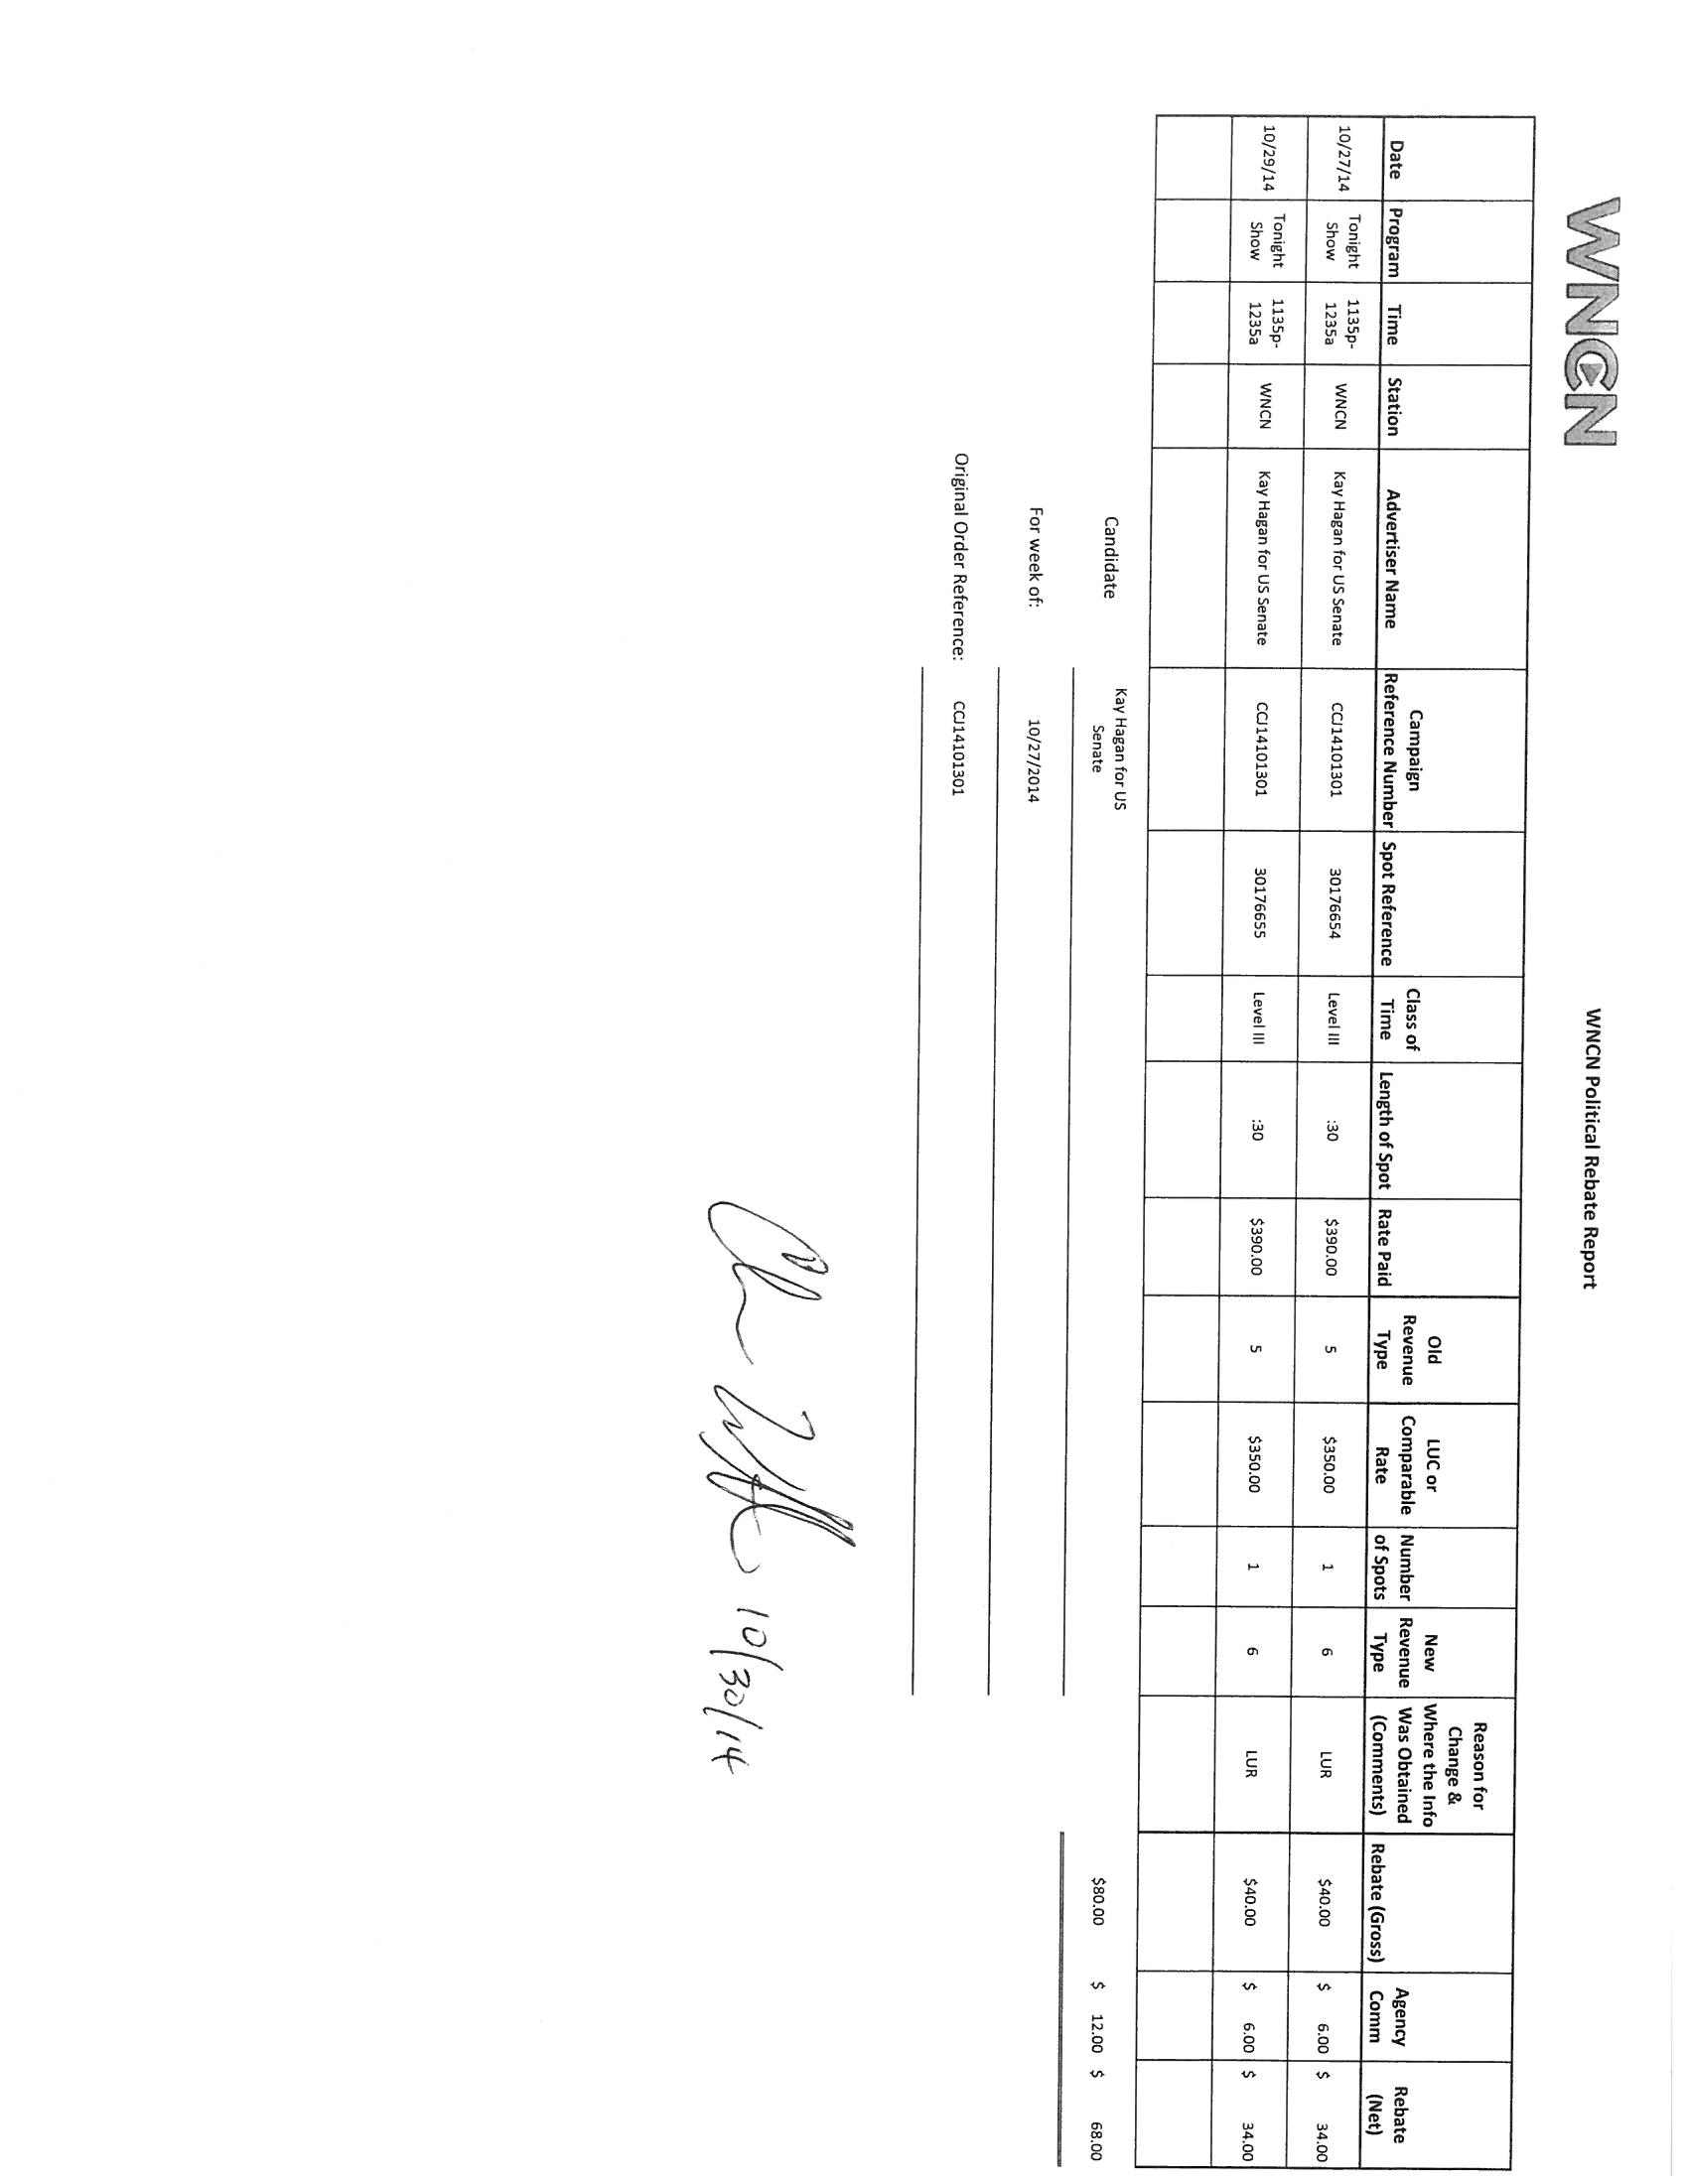 WNCN
WNCN Political Rebate Report
Date Program Time Station Advertiser Name Campaign Reference Number Spot Reference Class of Time Length of Spot Rate Paid Old Revenue Type LUC or Comparable Rate Number of Spots New Revenue Type Reason for Change & Where the Info Was Obtained (Comments) Rebate (Gross) Agency Comm Rebate (Net)
10/27/14 Tonight Show 1135p-1235a WNCN Kay Hagan for US Senate CCJ14101301 30176654 Level III :30 $390.00 5 $350.00 1 6 LUR $40.00 $ 6.00 $ 34.00
10/29/14 Tonight Show 1135p-1235a WNCN Kay Hagan for US Senate CCJ14101301 30176655 Level III :30 $390.00 5 $350.00 1 6 LUR $40.00 $ 6.00 $ 34.00
Candidate Kay Hagan for US Senate $80.00 $ 12.00 $ 68.00
For week of: 10/27/2014
Original Order Reference: CCJ14101301
10/30/14